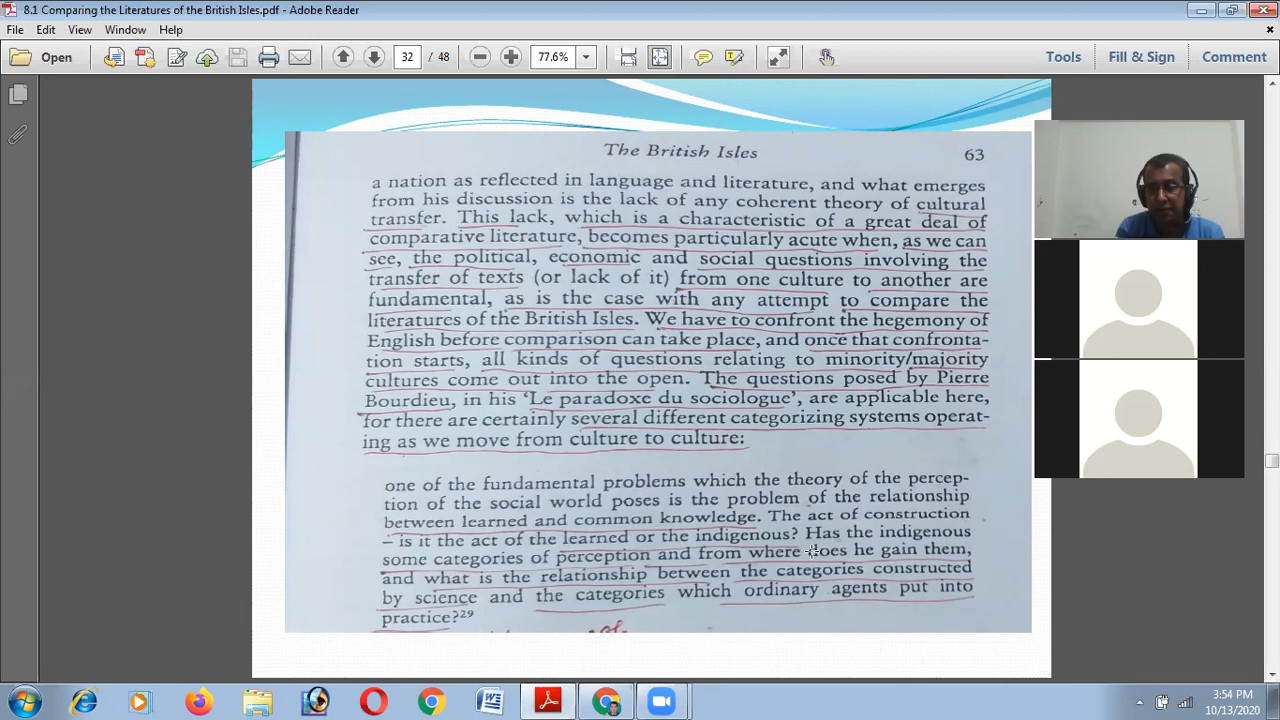 8.1 Comparing the Literatures of the British Isles.pdf - Adobe Reader
File Edit View Window Help
Open 32 / 48 77.6% Tools Fill & Sign Comment
The British Isles 63
a nation as reflected in language and literature, and what emerges
from his discussion is the lack of any coherent theory of cultural
transfer. This lack, which is a characteristic of a great deal of
comparative literature, becomes particularly acute when, as we can
see, the political, economic and social questions involving the
transfer of texts (or lack of it) from one culture to another are
fundamental, as is the case with any attempt to compare the
literatures of the British Isles. We have to confront the hegemony of
English before comparison can take place, and once that confronta-
tion starts, all kinds of questions relating to minority/majority
cultures come out into the open. The questions posed by Pierre
Bourdieu, in his 'Le paradoxe du sociologue', are applicable here,
for there are certainly several different categorizing systems operat-
ing as we move from culture to culture:
one of the fundamental problems which the theory of the percep-
tion of the social world poses is the problem of the relationship
between learned and common knowledge. The act of construction
– is it the act of the learned or the indigenous? Has the indigenous
some categories of perception and from where does he gain them,
and what is the relationship between the categories constructed
by science and the categories which ordinary agents put into
practice?29
3:54 PM
10/13/2020